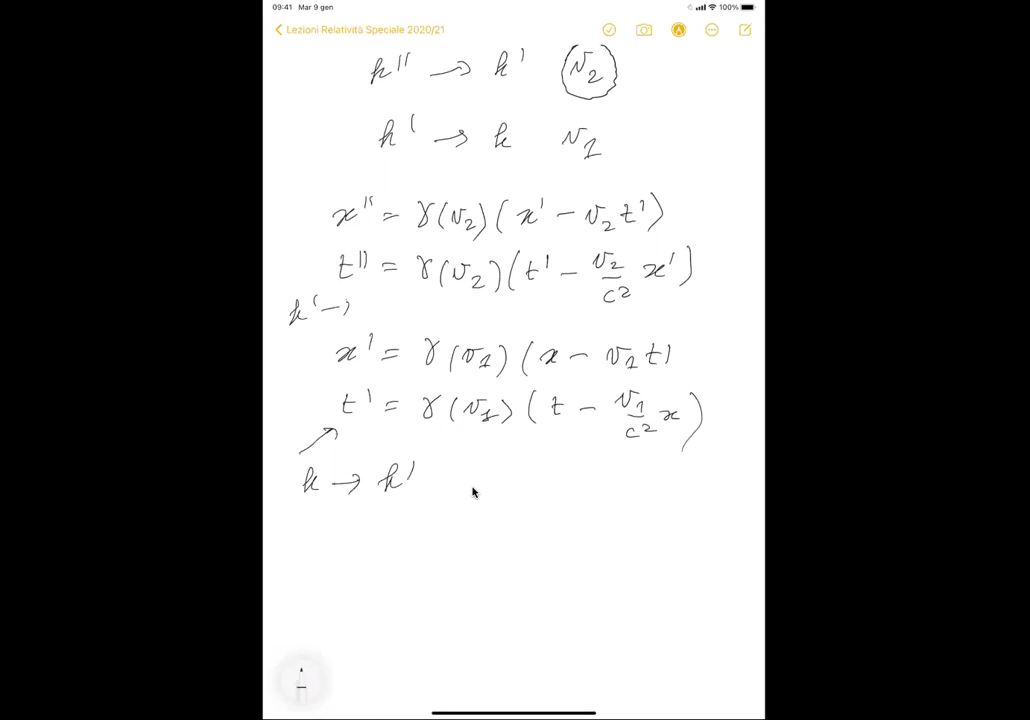 09:41 Mar 9 gen 100%
Lezioni Relatività Speciale 2020/21
k'' → k' v₂
k' → k v₁
x'' = γ(v₂)(x' − v₂t')
t'' = γ(v₂)(t' − v₂/c² x')
k' →
x' = γ(v₁)(x − v₁t)
t' = γ(v₁)(t − v₁/c² x)
k → k'